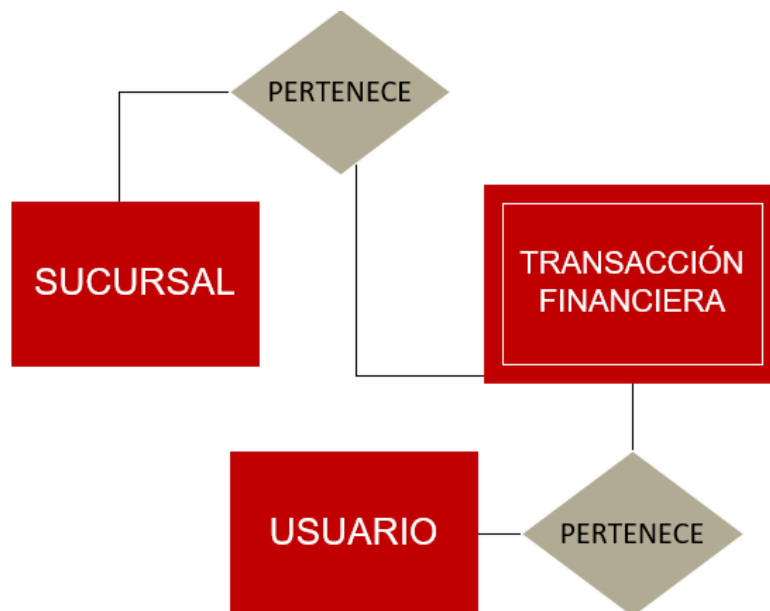 PERTENECE
SUCURSAL
TRANSACCIÓN
FINANCIERA
USUARIO
PERTENECE